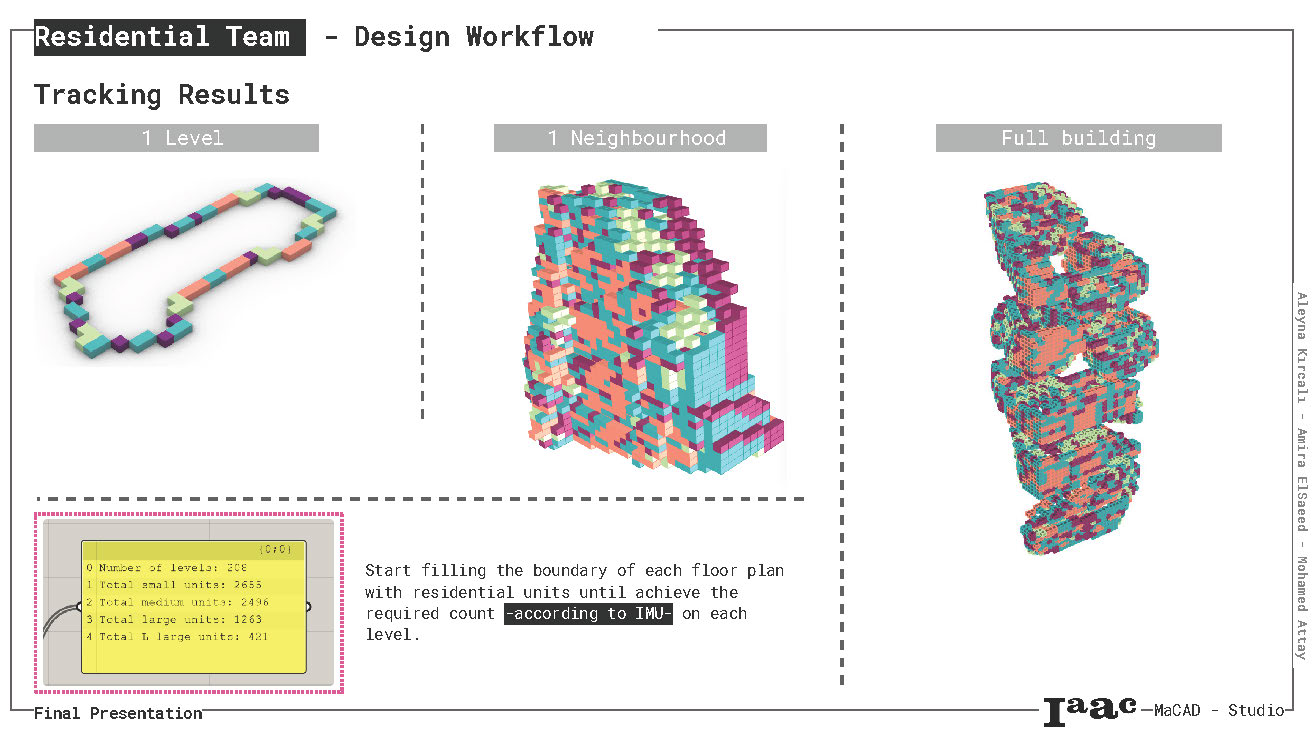 Residential Team - Design Workflow
Tracking Results
1 Level
1 Neighbourhood
Full building
{0;0}
0 Number of levels: 208
1 Total small units: 2655
2 Total medium units: 2496
3 Total large units: 1263
4 Total L large units: 421
Start filling the boundary of each floor plan
with residential units until achieve the
required count -according to IMU- on each
level.
Aleyna Kırcalı - Amira ElSaeed - Mohamed Attay
Final Presentation
Iaac
MaCAD - Studio